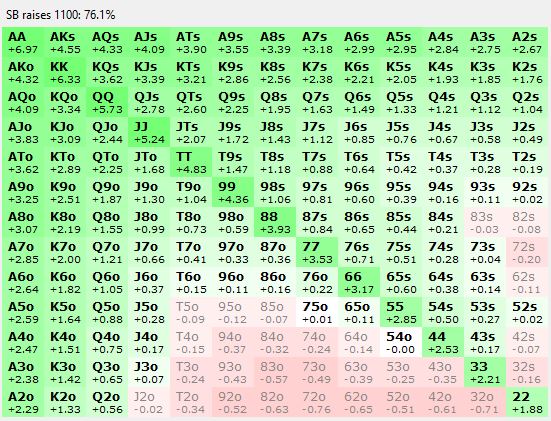 SB raises 1100: 76.1%
AA AKs AQs AJs ATs A9s A8s A7s A6s A5s A4s A3s A2s
+6.97 +4.55 +4.33 +4.09 +3.90 +3.55 +3.39 +3.18 +2.99 +2.95 +2.84 +2.75 +2.67
AKo KK KQs KJs KTs K9s K8s K7s K6s K5s K4s K3s K2s
+4.32 +6.33 +3.62 +3.39 +3.21 +2.86 +2.56 +2.38 +2.21 +2.05 +1.93 +1.85 +1.76
AQo KQo QQ QJs QTs Q9s Q8s Q7s Q6s Q5s Q4s Q3s Q2s
+4.09 +3.34 +5.73 +2.78 +2.60 +2.25 +1.95 +1.63 +1.49 +1.33 +1.21 +1.12 +1.04
AJo KJo QJo JJ JTs J9s J8s J7s J6s J5s J4s J3s J2s
+3.83 +3.09 +2.44 +5.24 +2.07 +1.72 +1.43 +1.12 +0.85 +0.76 +0.67 +0.58 +0.49
ATo KTo QTo JTo TT T9s T8s T7s T6s T5s T4s T3s T2s
+3.62 +2.89 +2.25 +1.68 +4.83 +1.47 +1.18 +0.88 +0.64 +0.42 +0.37 +0.28 +0.19
A9o K9o Q9o J9o T9o 99 98s 97s 96s 95s 94s 93s 92s
+3.25 +2.51 +1.87 +1.30 +1.04 +4.36 +1.06 +0.81 +0.60 +0.39 +0.16 +0.11 +0.02
A8o K8o Q8o J8o T8o 98o 88 87s 86s 85s 84s 83s 82s
+3.07 +2.19 +1.55 +0.99 +0.73 +0.59 +3.93 +0.84 +0.65 +0.44 +0.21 -0.03 -0.08
A7o K7o Q7o J7o T7o 97o 87o 77 76s 75s 74s 73s 72s
+2.85 +2.00 +1.21 +0.66 +0.41 +0.33 +0.36 +3.53 +0.71 +0.51 +0.28 +0.04 -0.20
A6o K6o Q6o J6o T6o 96o 86o 76o 66 65s 64s 63s 62s
+2.64 +1.82 +1.05 +0.37 +0.15 +0.11 +0.16 +0.22 +3.17 +0.60 +0.38 +0.14 -0.11
A5o K5o Q5o J5o T5o 95o 85o 75o 65o 55 54s 53s 52s
+2.59 +1.64 +0.88 +0.28 -0.09 -0.12 -0.07 +0.01 +0.11 +2.85 +0.50 +0.27 +0.02
A4o K4o Q4o J4o T4o 94o 84o 74o 64o 54o 44 43s 42s
+2.47 +1.51 +0.75 +0.17 -0.15 -0.37 -0.32 -0.24 -0.14 -0.00 +2.53 +0.17 -0.07
A3o K3o Q3o J3o T3o 93o 83o 73o 63o 53o 43o 33 32s
+2.38 +1.42 +0.65 +0.07 -0.24 -0.43 -0.57 -0.49 -0.39 -0.25 -0.35 +2.21 -0.16
A2o K2o Q2o J2o T2o 92o 82o 72o 62o 52o 42o 32o 22
+2.29 +1.33 +0.56 -0.02 -0.34 -0.52 -0.63 -0.76 -0.65 -0.51 -0.61 -0.71 +1.88